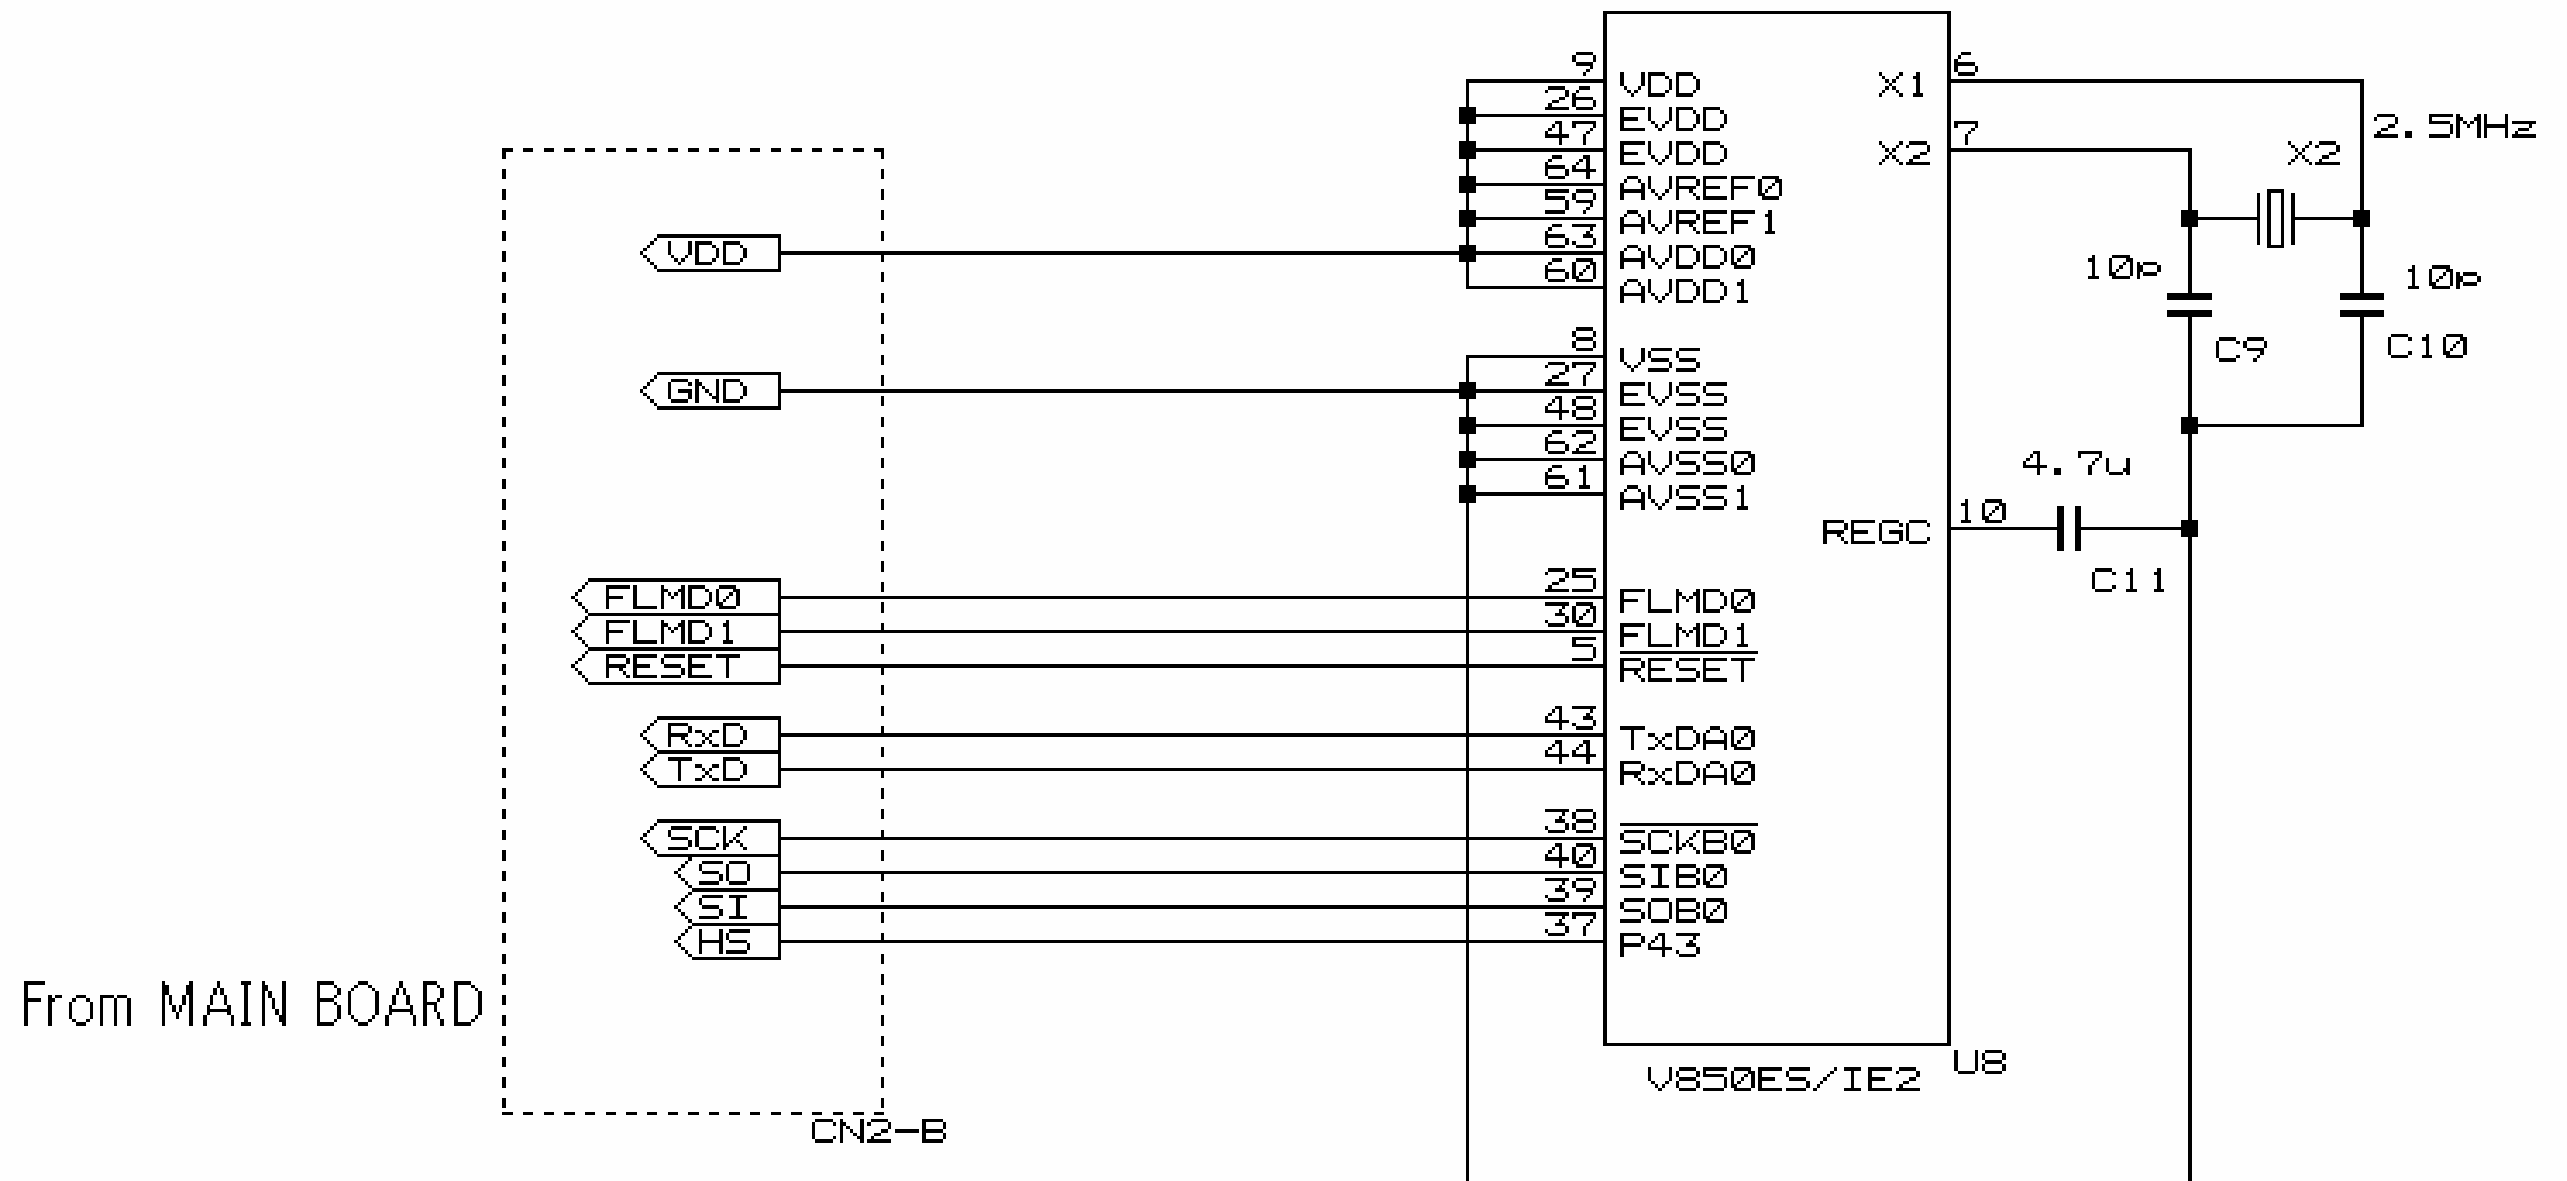 9
VDD
X1
6
26
EVDD
2.5MHz
47
EVDD
X2
7
X2
64
AVREF0
59
AVREF1
63
VDD
AVDD0
60
AVDD1
10p
10p
8
VSS
C9
C10
27
GND
EVSS
48
EVSS
62
AVSS0
4.7u
61
AVSS1
REGC
10
C11
25
FLMD0
FLMD0
30
FLMD1
FLMD1
5
RESET
RESET
43
RxD
TxDA0
44
TxD
RxDA0
38
SCK
SCKB0
40
SO
SIB0
39
SI
SOB0
37
HS
P43
From MAIN BOARD
U8
V850ES/IE2
CN2-B